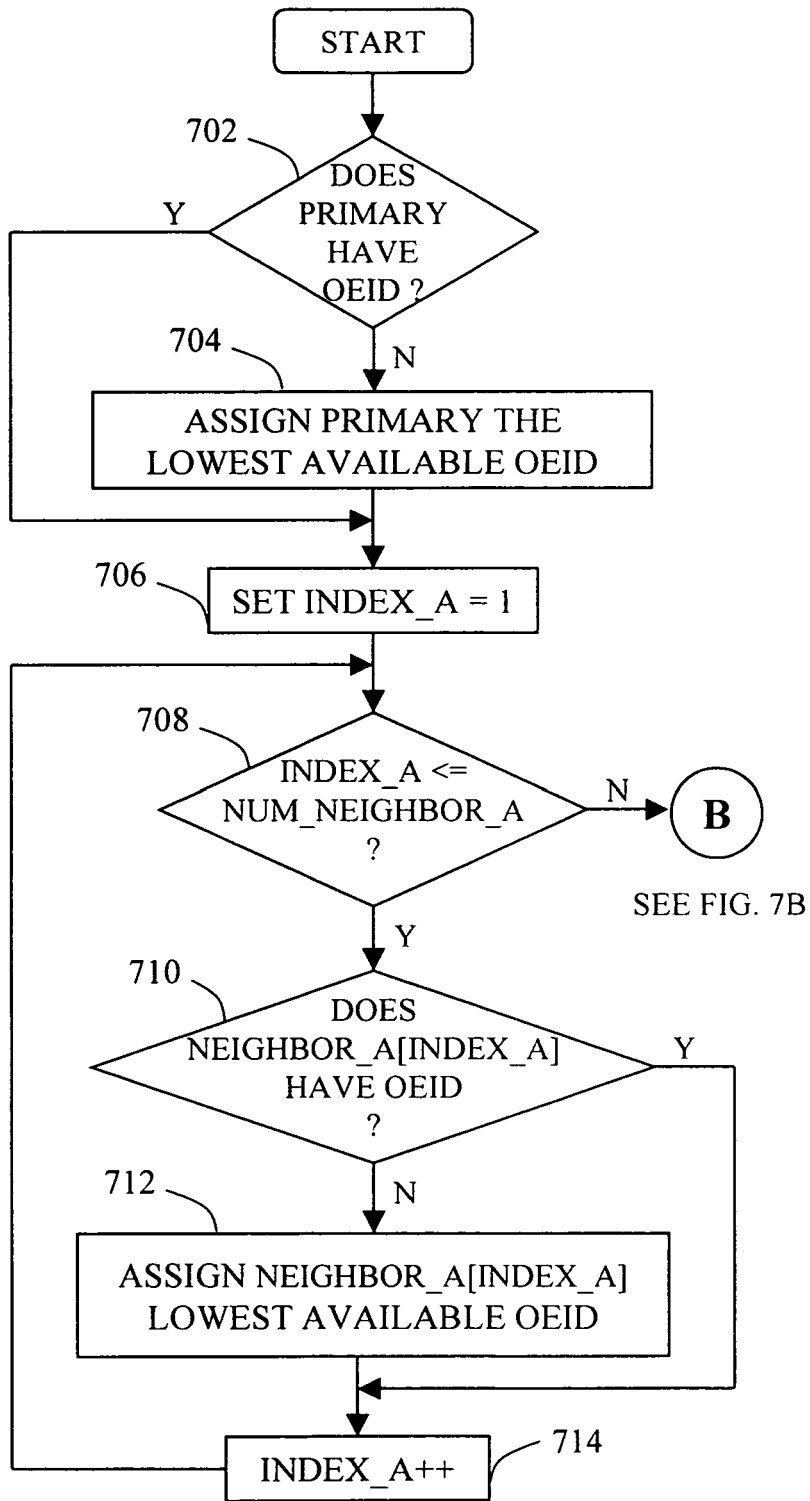 START
702
DOES
PRIMARY
HAVE
OEID ?
Y
N
704
ASSIGN PRIMARY THE
LOWEST AVAILABLE OEID
706
SET INDEX_A = 1
708
INDEX_A <=
NUM_NEIGHBOR_A
?
N
B
SEE FIG. 7B
Y
710
DOES
NEIGHBOR_A[INDEX_A]
HAVE OEID
?
Y
N
712
ASSIGN NEIGHBOR_A[INDEX_A]
LOWEST AVAILABLE OEID
INDEX_A++
714